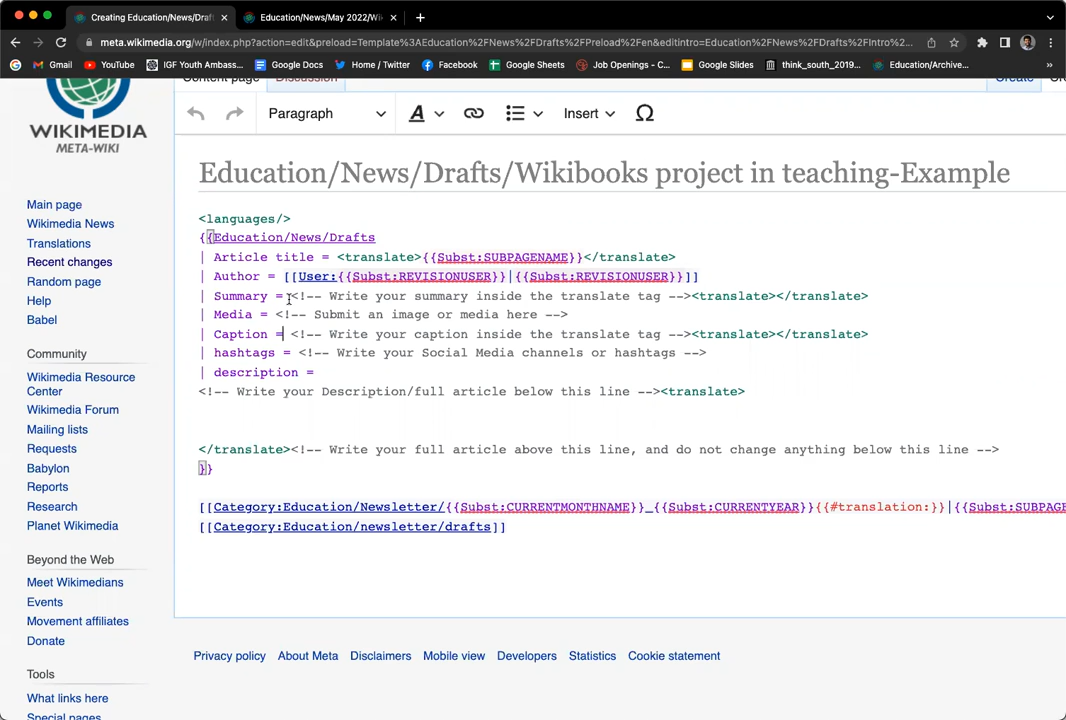 Creating Education/News/Draf
Education/News/May 2022/Wi
meta.wikimedia.org/w/index.php?action=edit&preload=Template%3AEducation%2FNews%2FDrafts%2FPreload%2Fen&editintro=Education%2FNews%2FDrafts%2FIntro%2F...
Gmail YouTube IGF Youth Ambass... Google Docs Home / Twitter Facebook Google Sheets Job Openings - C... Google Slides think_south_2019... Education/Archive... »
Content page Discussion Create
WIKIMEDIA
META-WIKI
Paragraph A Insert Ω
Education/News/Drafts/Wikibooks project in teaching-Example
Main page
Wikimedia News
Translations
Recent changes
Random page
Help
Babel
Community
Wikimedia Resource
Center
Wikimedia Forum
Mailing lists
Requests
Babylon
Reports
Research
Planet Wikimedia
Beyond the Web
Meet Wikimedians
Events
Movement affiliates
Donate
Tools
What links here
Special pages
<languages/>
{{Education/News/Drafts
| Article title = <translate>{{Subst:SUBPAGENAME}}</translate>
| Author = [[User:{{Subst:REVISIONUSER}}|{{Subst:REVISIONUSER}}]]
| Summary = <!-- Write your summary inside the translate tag --><translate></translate>
| Media = <!-- Submit an image or media here -->
| Caption = <!-- Write your caption inside the translate tag --><translate></translate>
| hashtags = <!-- Write your Social Media channels or hashtags -->
| description =
<!-- Write your Description/full article below this line --><translate>
</translate><!-- Write your full article above this line, and do not change anything below this line -->
}}
[[Category:Education/Newsletter/{{Subst:CURRENTMONTHNAME}}_{{Subst:CURRENTYEAR}}{{#translation:}}|{{Subst:SUBPAGE
[[Category:Education/newsletter/drafts]]
Privacy policy About Meta Disclaimers Mobile view Developers Statistics Cookie statement